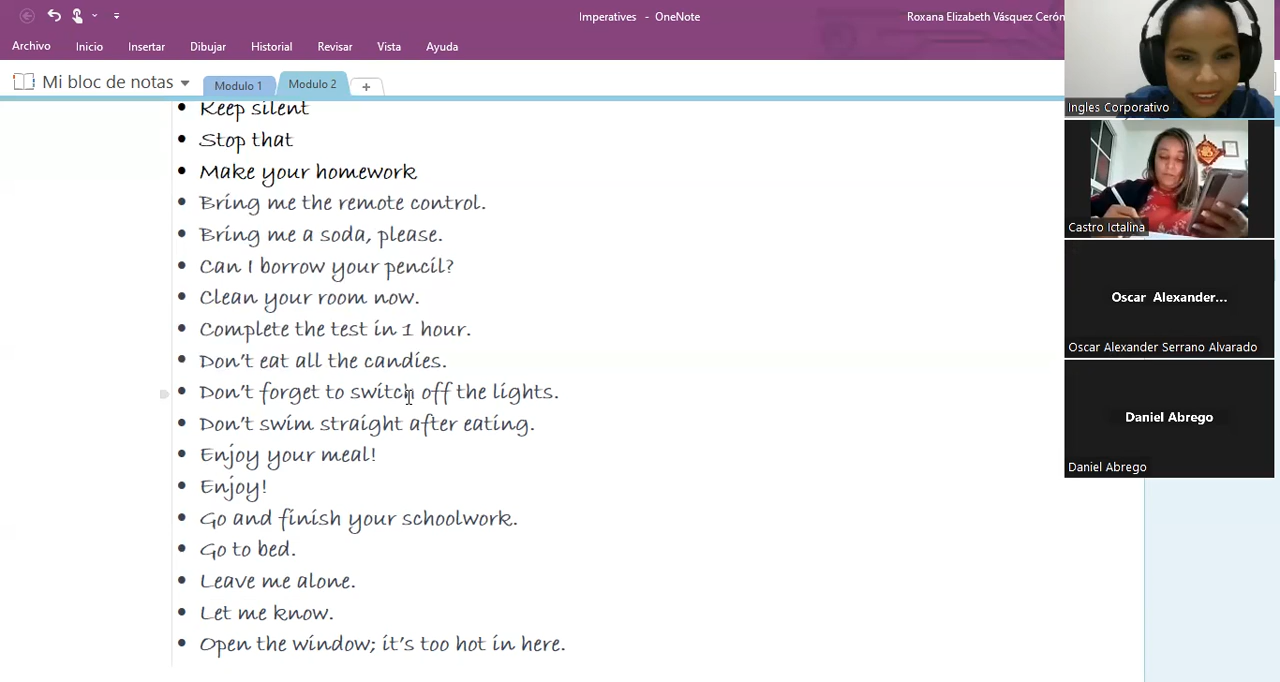 Imperatives - OneNote
Roxana Elizabeth Vásquez Cerón
Archivo Inicio Insertar Dibujar Historial Revisar Vista Ayuda
Mi bloc de notas Modulo 1 Modulo 2 +
Keep silent
Stop that
Make your homework
Bring me the remote control.
Bring me a soda, please.
Can I borrow your pencil?
Clean your room now.
Complete the test in 1 hour.
Don't eat all the candies.
Don't forget to switch off the lights.
Don't swim straight after eating.
Enjoy your meal!
Enjoy!
Go and finish your schoolwork.
Go to bed.
Leave me alone.
Let me know.
Open the window; it's too hot in here.
Ingles Corporativo
Castro Ictalina
Oscar Alexander...
Oscar Alexander Serrano Alvarado
Daniel Abrego
Daniel Abrego